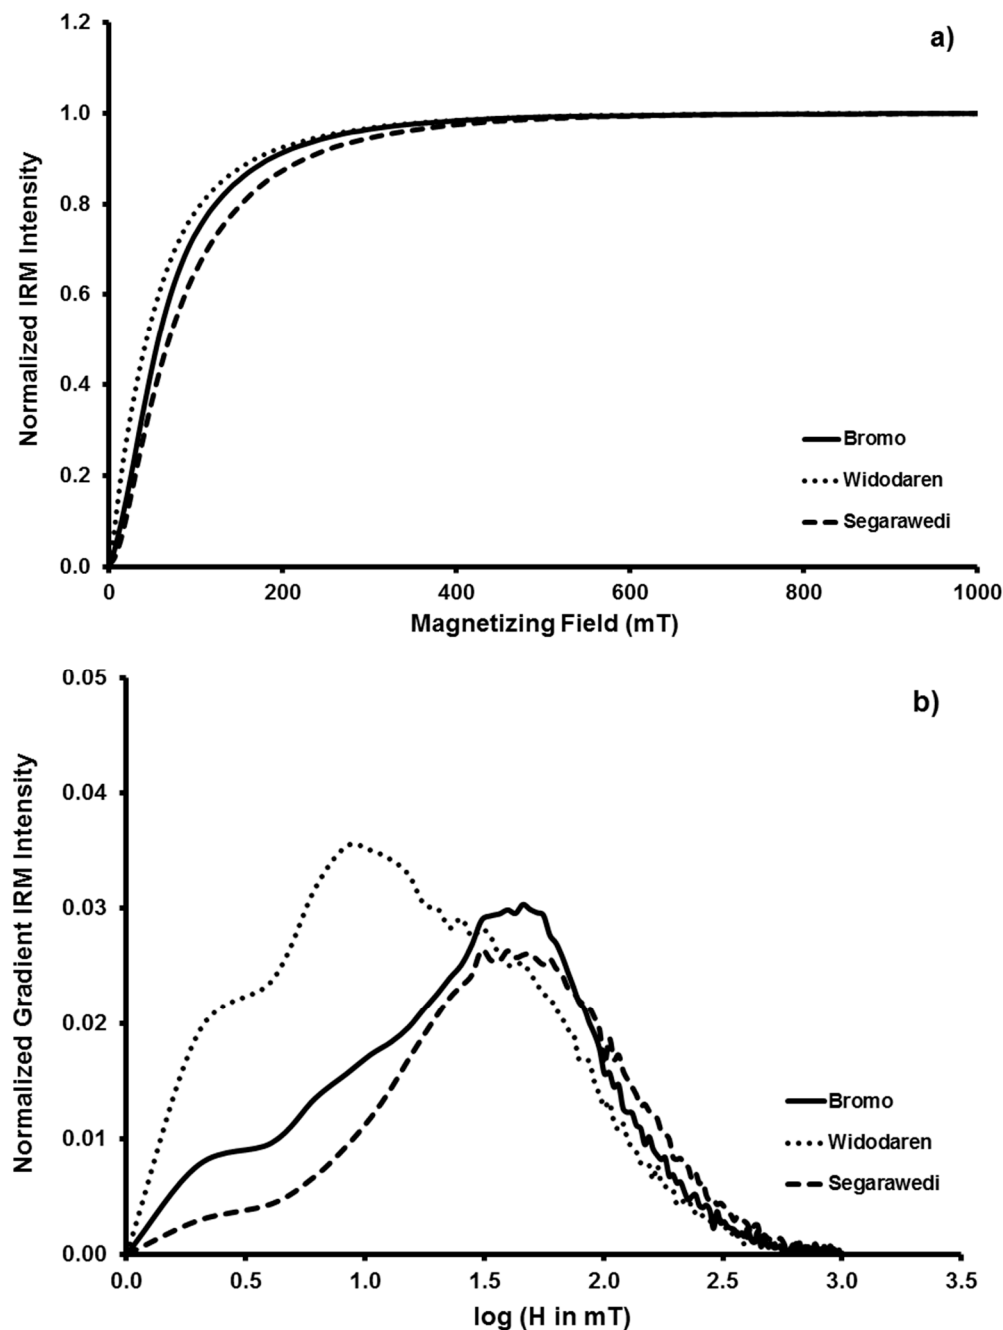 a)
Normalized IRM Intensity
1.2
1.0
0.8
0.6
0.4
0.2
0.0
Bromo
Widodaren
Segarawedi
0 200 400 600 800 1000
Magnetizing Field (mT)
b)
Normalized Gradient IRM Intensity
0.05
0.04
0.03
0.02
0.01
0.00
Bromo
Widodaren
Segarawedi
0.0 0.5 1.0 1.5 2.0 2.5 3.0 3.5
log (H in mT)